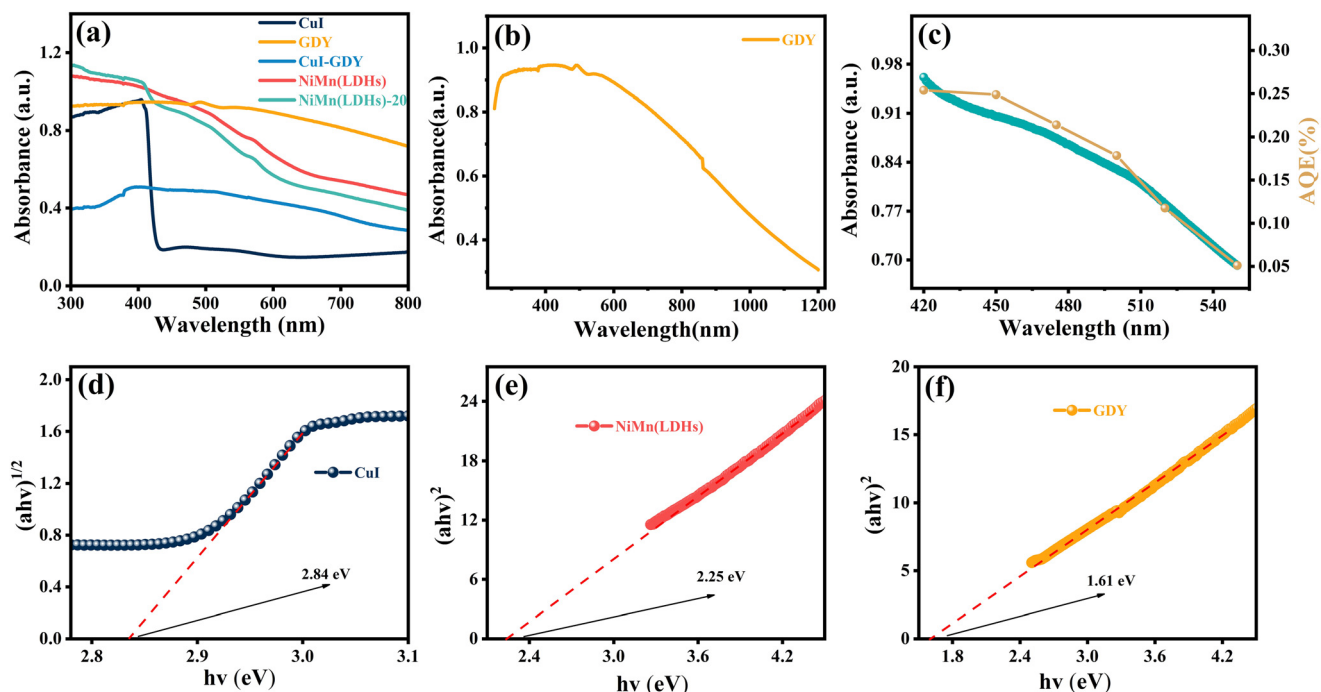 (a)
CuI
GDY
CuI-GDY
NiMn(LDHs)
NiMn(LDHs)-20
1.2
0.9
0.6
0.3
0.0
Absorbance (a.u.)
300 400 500 600 700 800
Wavelength (nm)
(b)
GDY
1.0
0.8
0.6
0.4
Absorbance(a.u.)
400 600 800 1000 1200
Wavelength(nm)
(c)
0.98
0.91
0.84
0.77
0.70
Absorbance (a.u.)
0.30
0.25
0.20
0.15
0.10
0.05
AQE(%)
420 450 480 510 540
Wavelength (nm)
(d)
2.0
1.6
1.2
0.8
0.4
0.0
(ahv)1/2
CuI
2.84 eV
2.8 2.9 3.0 3.1
hv (eV)
(e)
24
18
12
6
0
(ahv)2
NiMn(LDHs)
2.25 eV
2.4 3.0 3.6 4.2
hv (eV)
(f)
20
15
10
5
0
(ahv)2
GDY
1.61 eV
1.8 2.4 3.0 3.6 4.2
hv (eV)